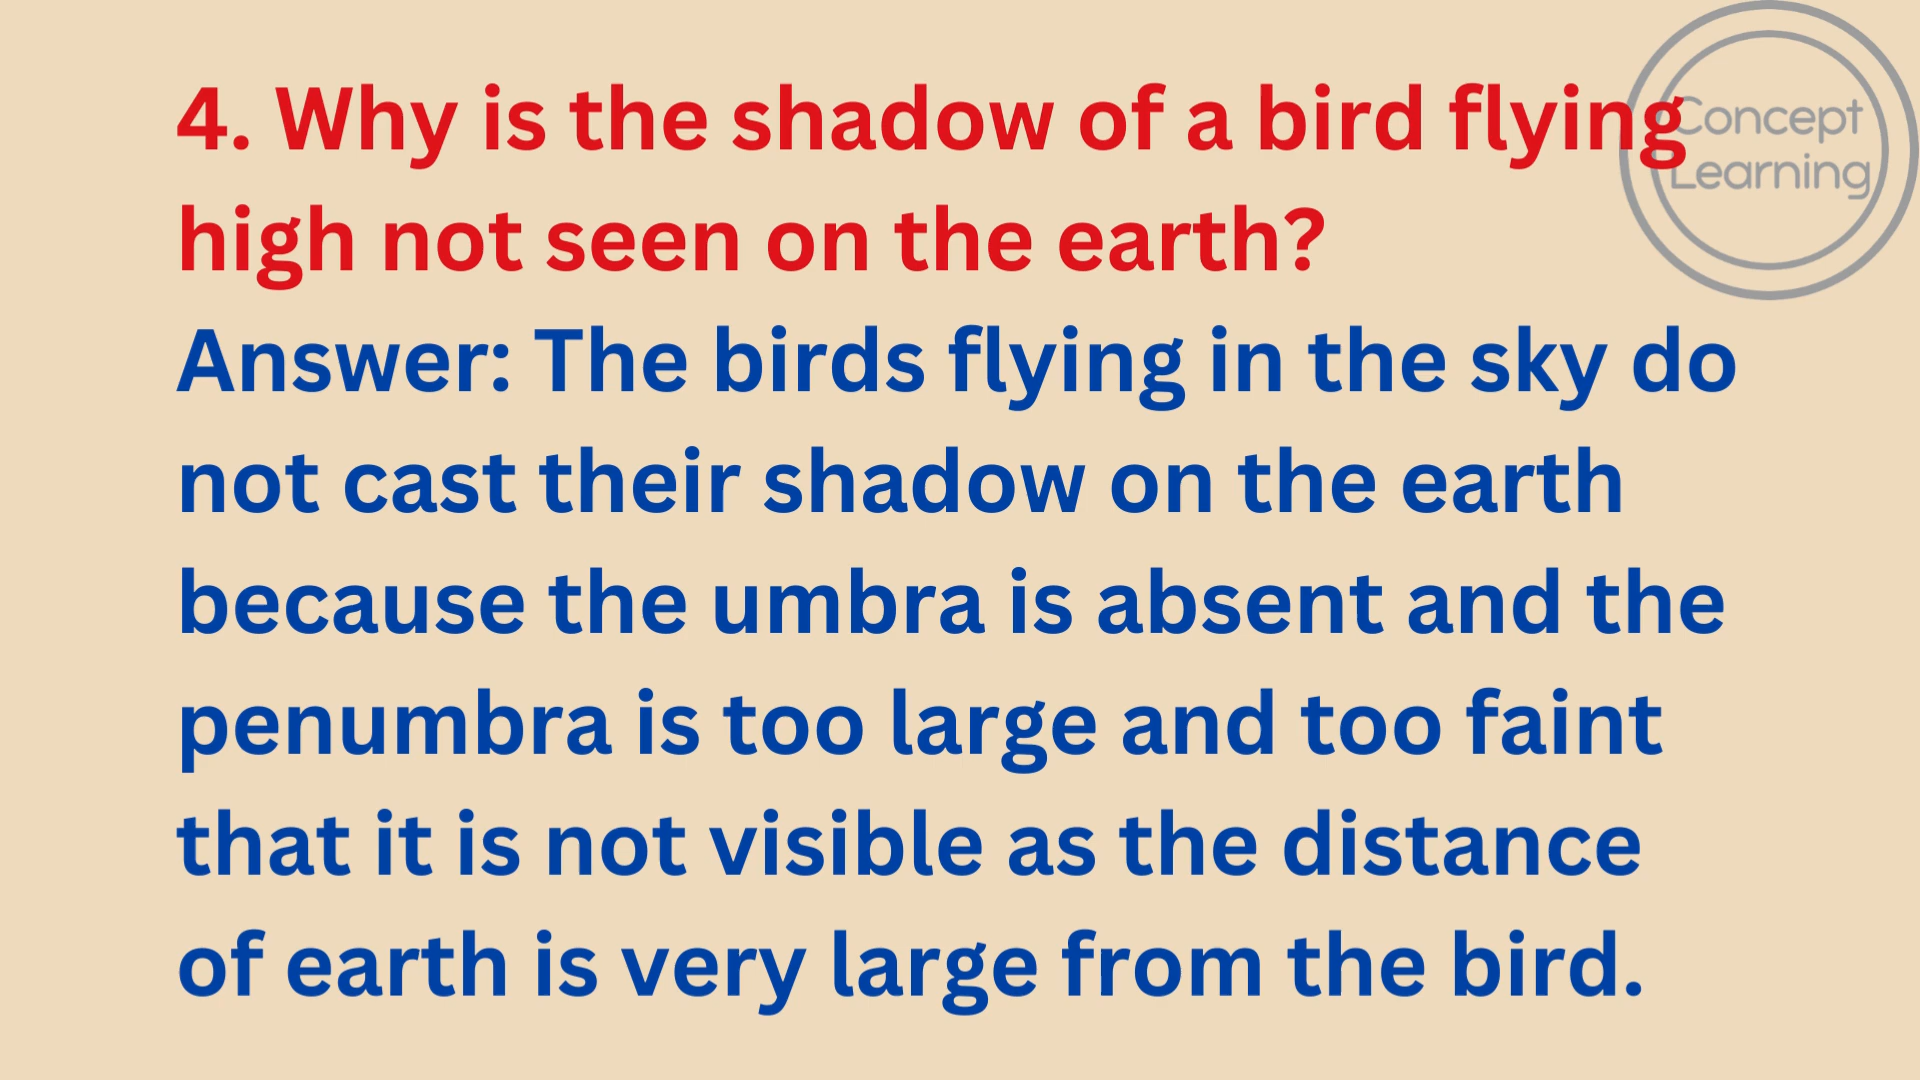 4. Why is the shadow of a bird flying
high not seen on the earth?
Concept
Learning
Answer: The birds flying in the sky do
not cast their shadow on the earth
because the umbra is absent and the
penumbra is too large and too faint
that it is not visible as the distance
of earth is very large from the bird.